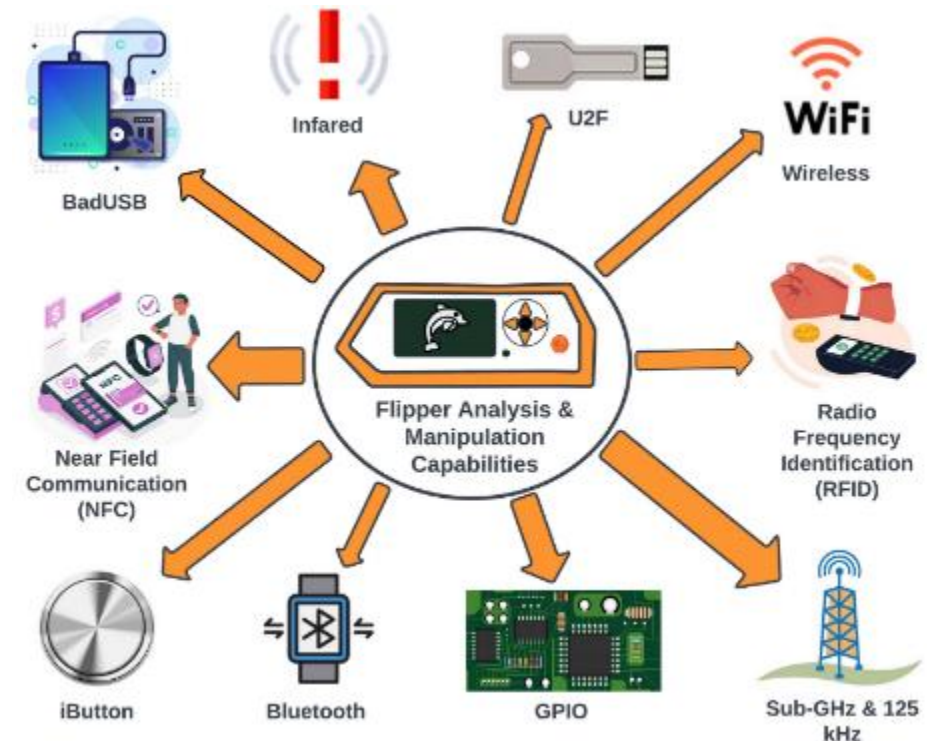 Infared
U2F
WiFi
Wireless
BadUSB
NFC
Flipper Analysis &
Manipulation
Capabilities
Near Field
Communication
(NFC)
Radio
Frequency
Identification
(RFID)
iButton
Bluetooth
GPIO
Sub-GHz & 125
kHz